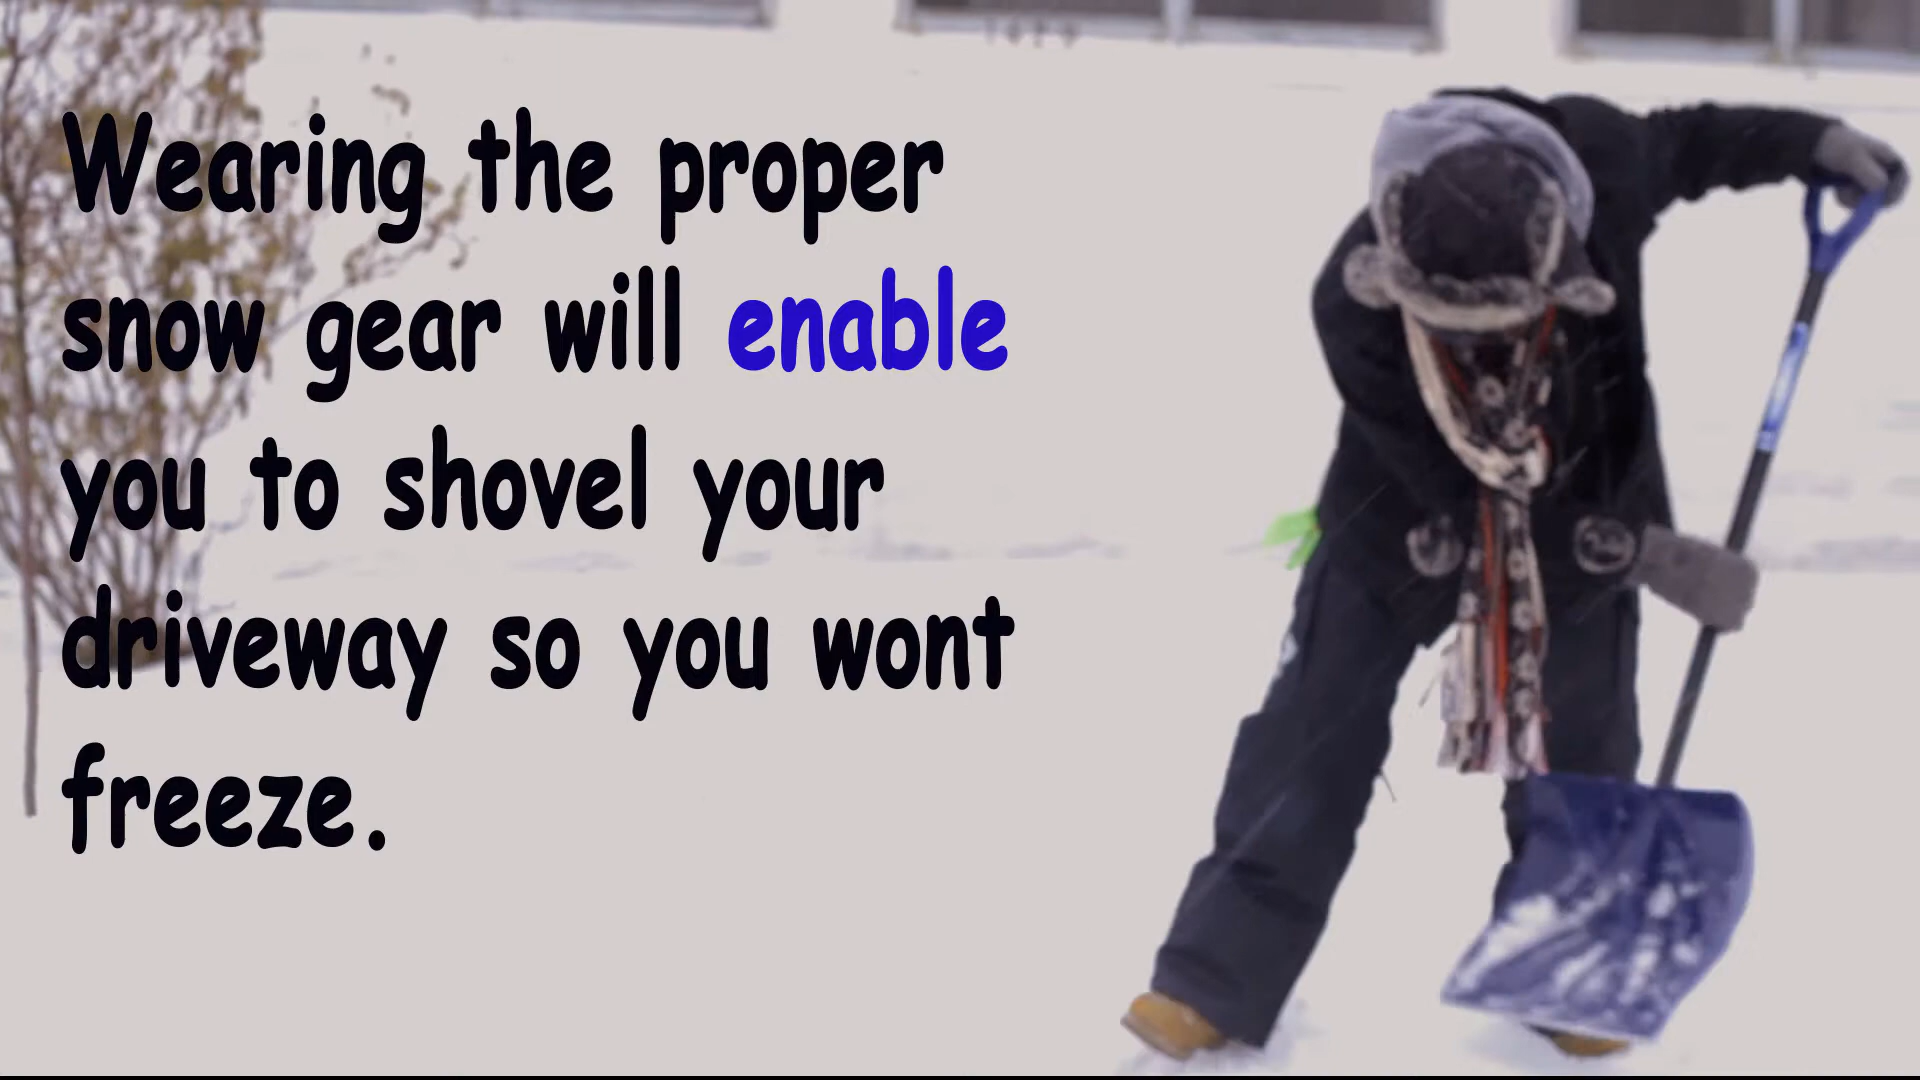 Wearing the proper
snow gear will enable
you to shovel your
driveway so you wont
freeze.